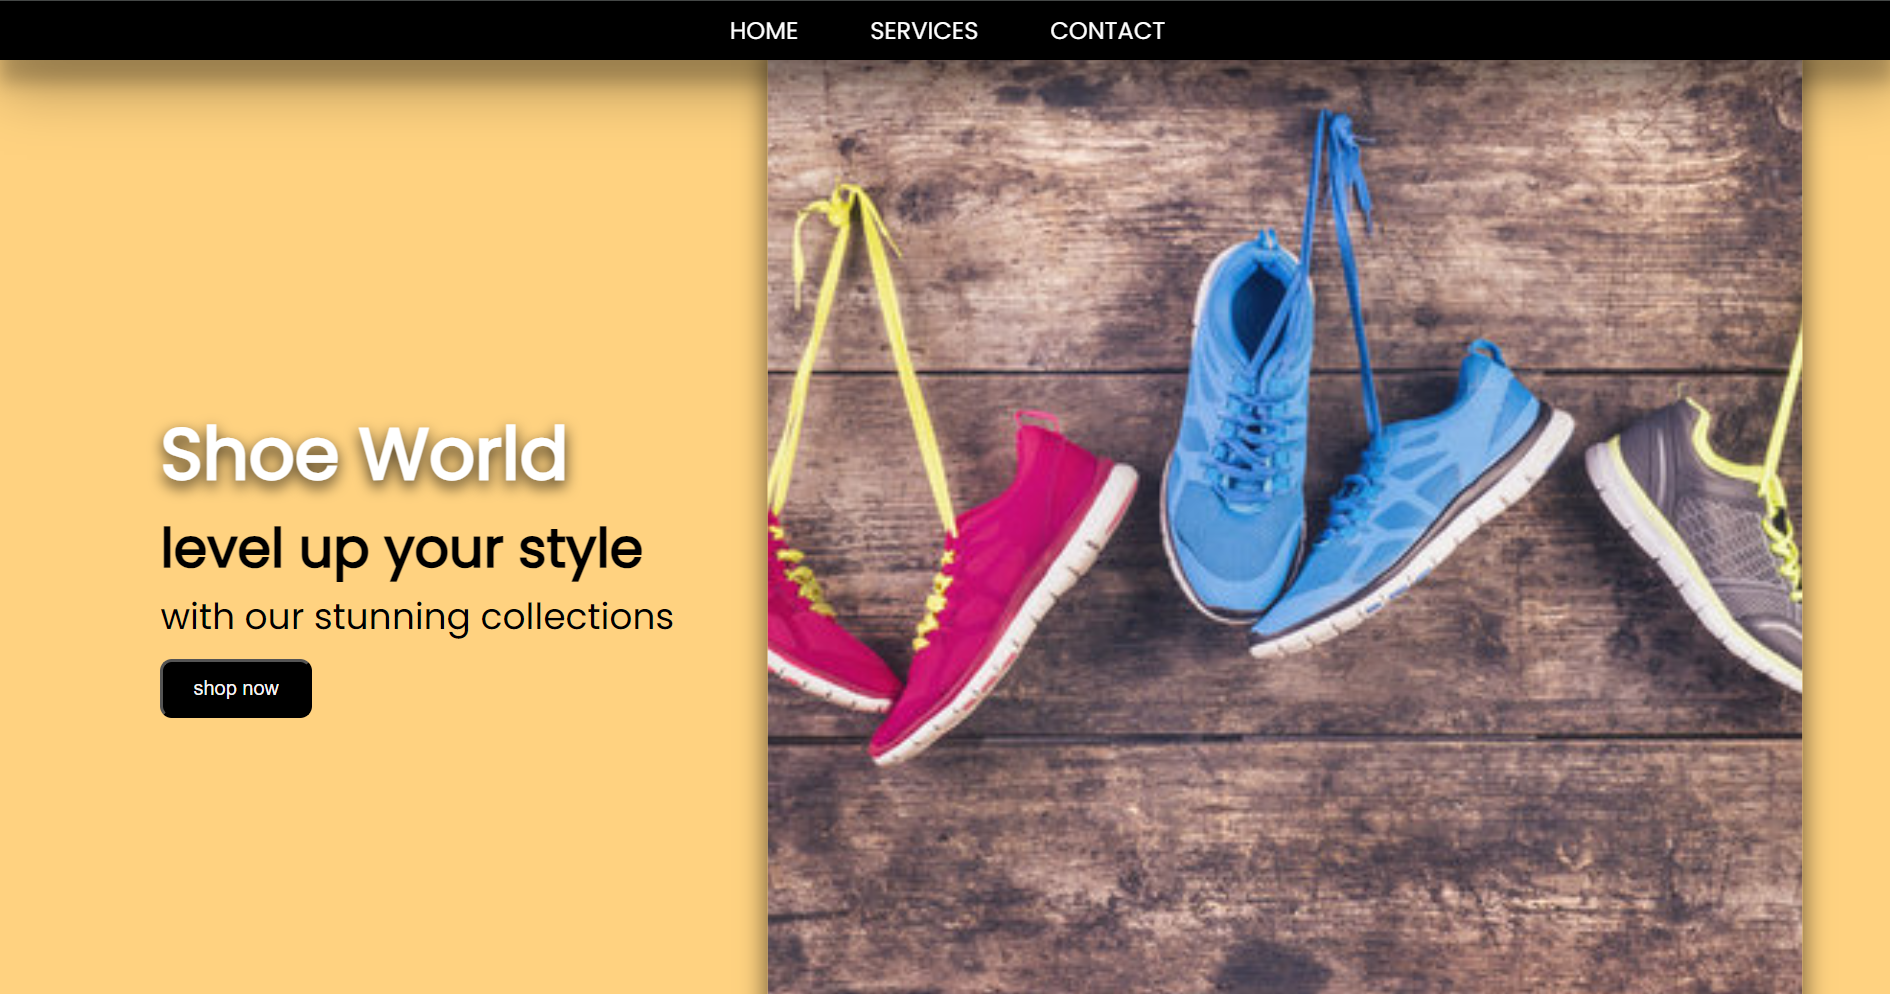 HOME SERVICES CONTACT
Shoe World
level up your style
with our stunning collections
shop now